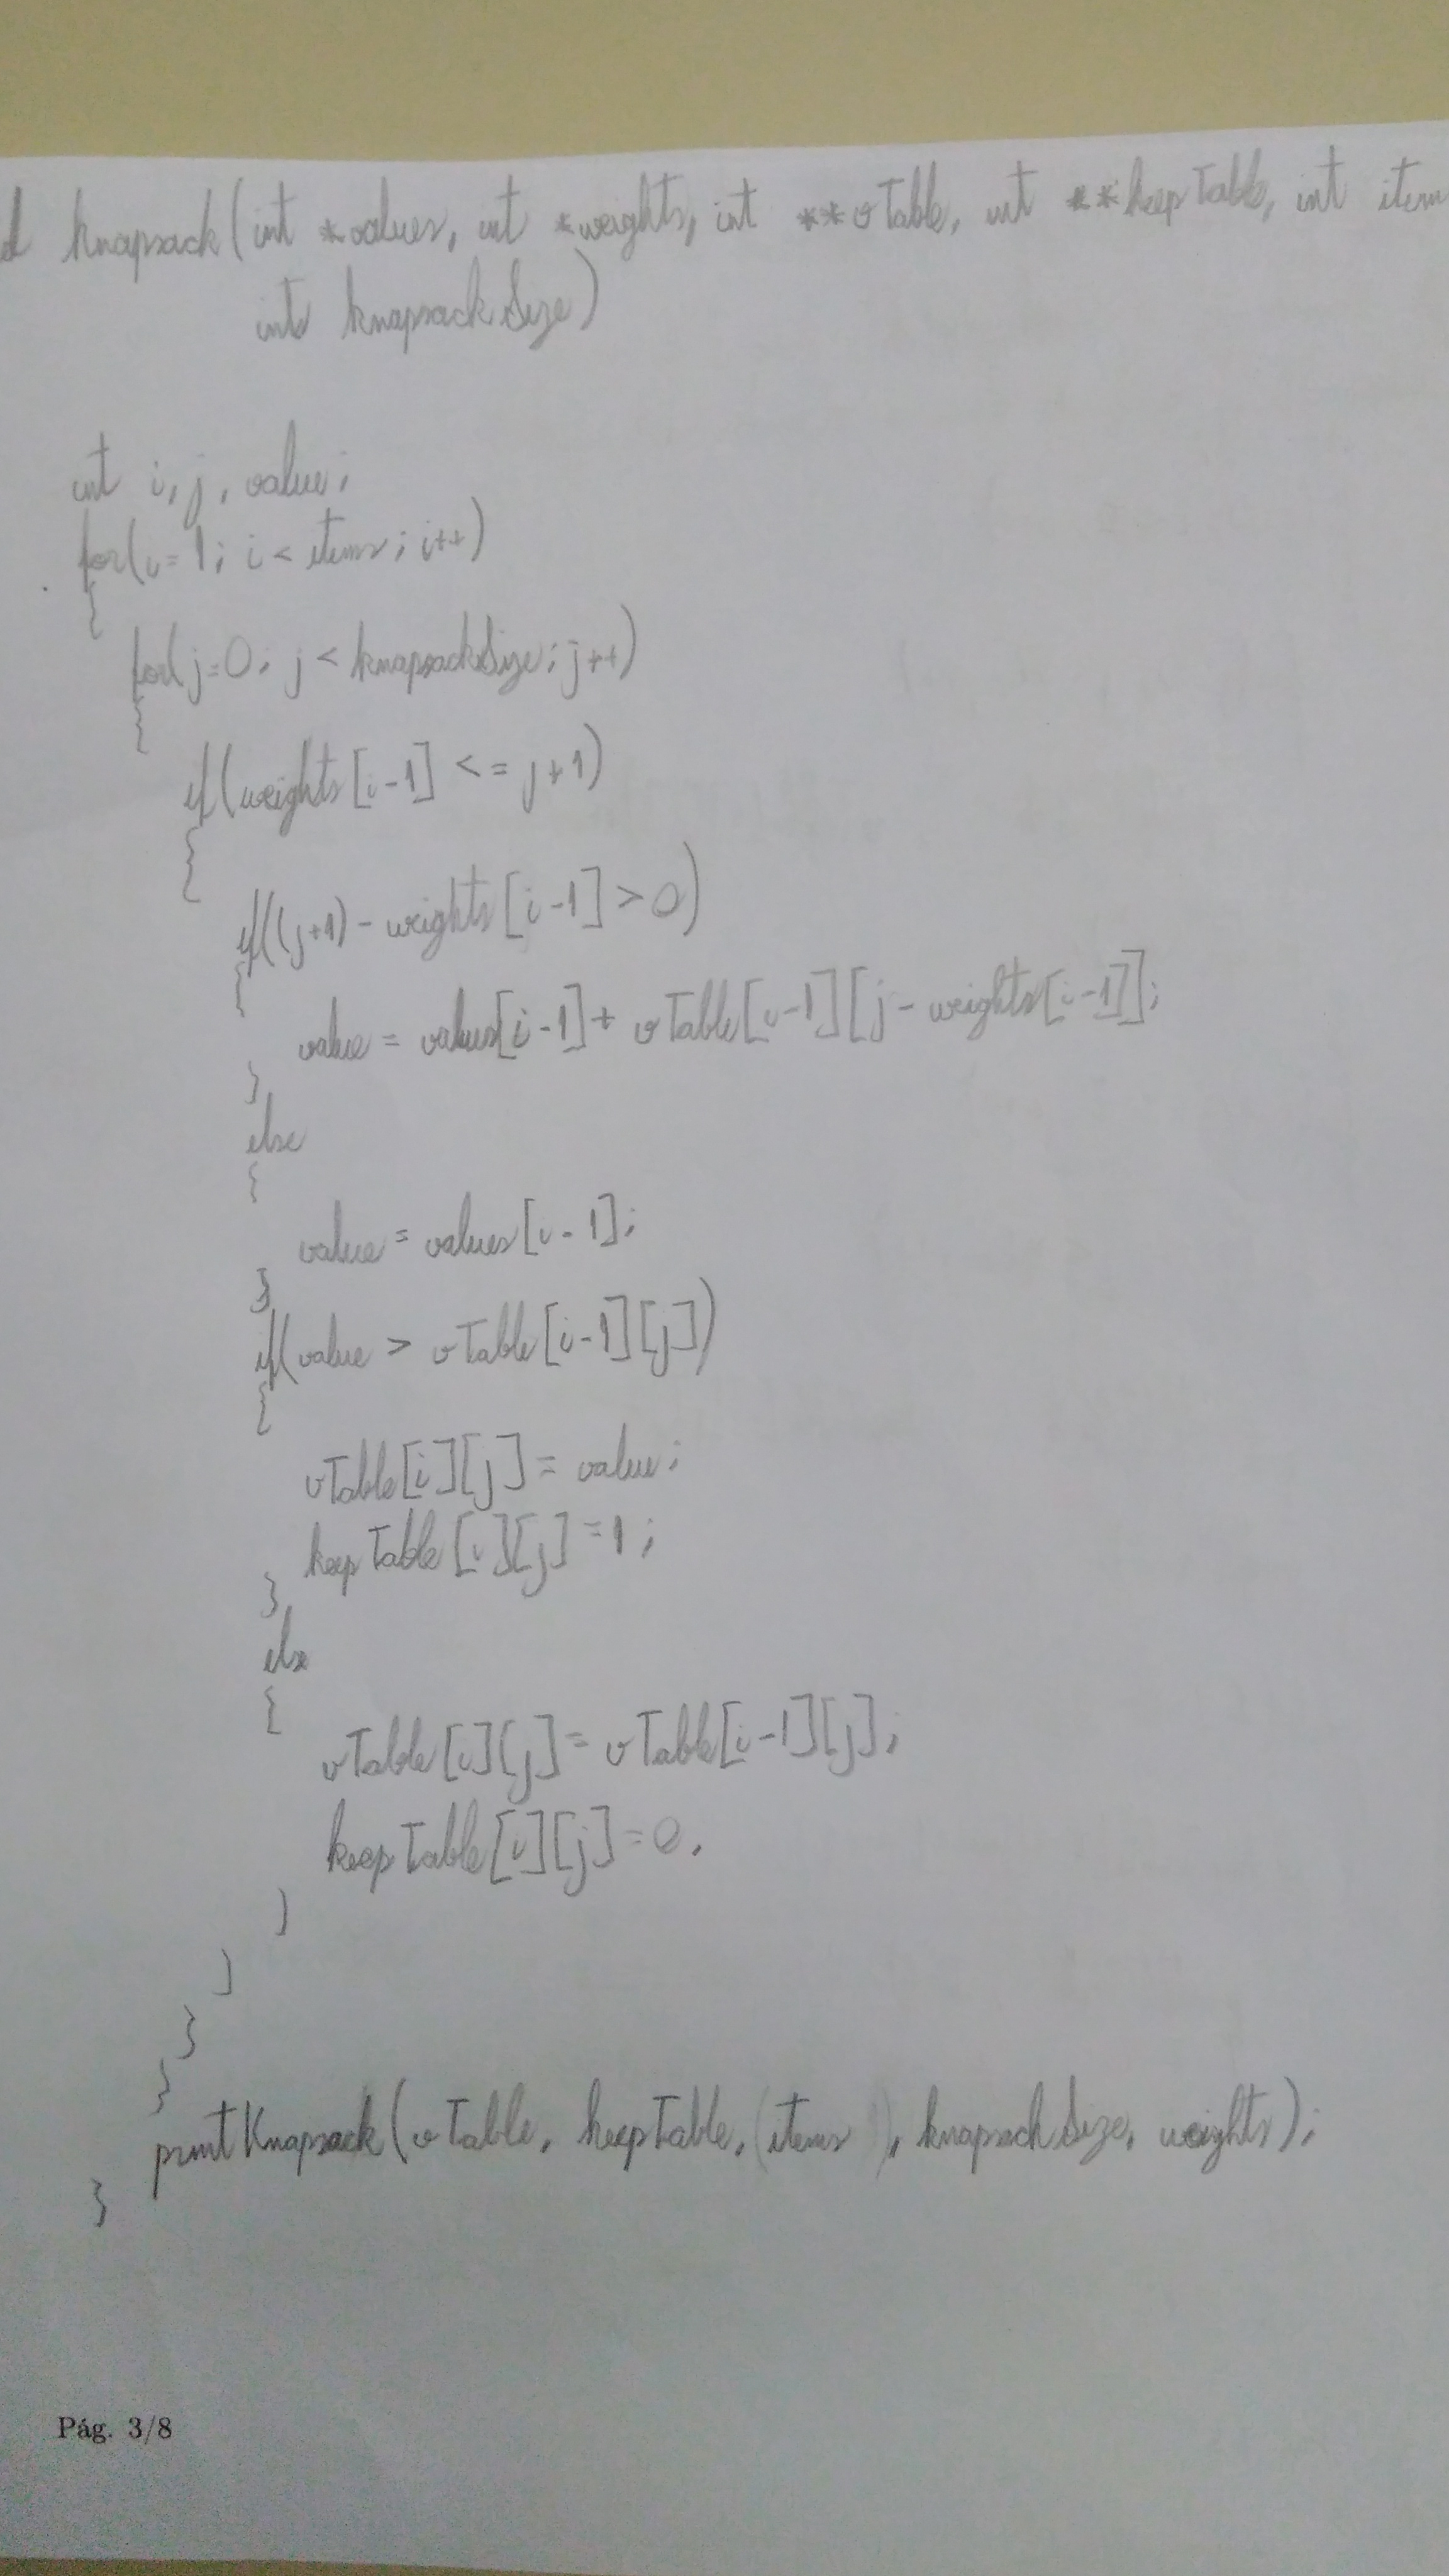 d knapsack(int *values, int *weights, int **vTable, int **keepTable, int item
int knapsackSize)
int i, j, value;
for(i=1; i < items; i++)
{
for(j=0; j < knapsackSize; j++)
{
if(weights[i-1] <= j+1)
{
if((j+1) - weights[i-1] > 0)
{
value = values[i-1] + vTable[i-1][j - weights[i-1]];
}
else
{
value = values[i-1];
}
if(value > vTable[i-1][j])
{
vTable[i][j] = value;
keepTable[i][j] = 1;
}
else
{
vTable[i][j] = vTable[i-1][j];
keepTable[i][j] = 0;
}
}
}
}
printKnapsack(vTable, keepTable, (items ), knapsackSize, weights);
}
Pág. 3/8